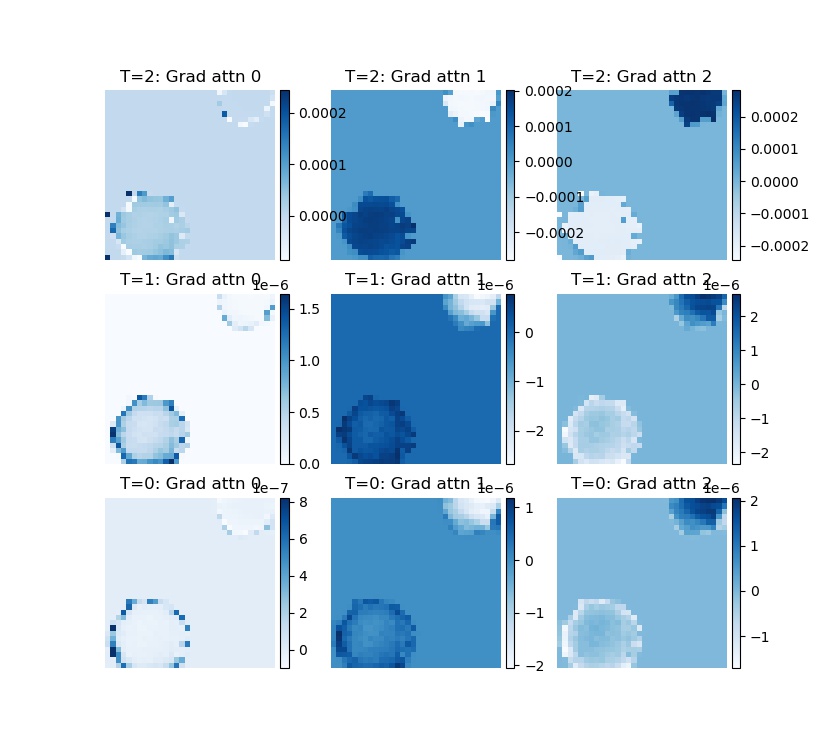 T=2: Grad attn 0
T=2: Grad attn 1
T=2: Grad attn 2
0.0002
0.0001
0.0000
0.0002
0.0001
0.0000
−0.0001
−0.0002
0.0002
0.0001
0.0000
−0.0001
−0.0002
T=1: Grad attn 0
1e−6
T=1: Grad attn 1
1e−6
T=1: Grad attn 2
1e−6
1.5
1.0
0.5
0.0
0
−1
−2
2
1
0
−1
−2
T=0: Grad attn 0
1e−7
T=0: Grad attn 1
1e−6
T=0: Grad attn 2
1e−6
8
6
4
2
0
1
0
−1
−2
2
1
0
−1